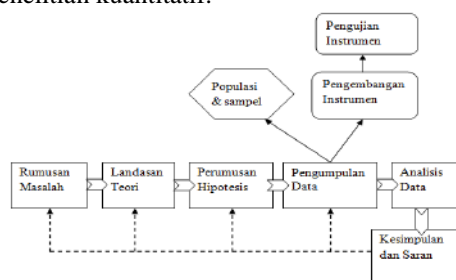 penelitian kuantitatif.
Pengujian
Instrumen
Populasi
& sampel
Pengembangan
Instrumen
Rumusan
Masalah
Landasan
Teori
Perumusan
Hipotesis
Pengumpulan
Data
Analisis
Data
Kesimpulan
dan Saran